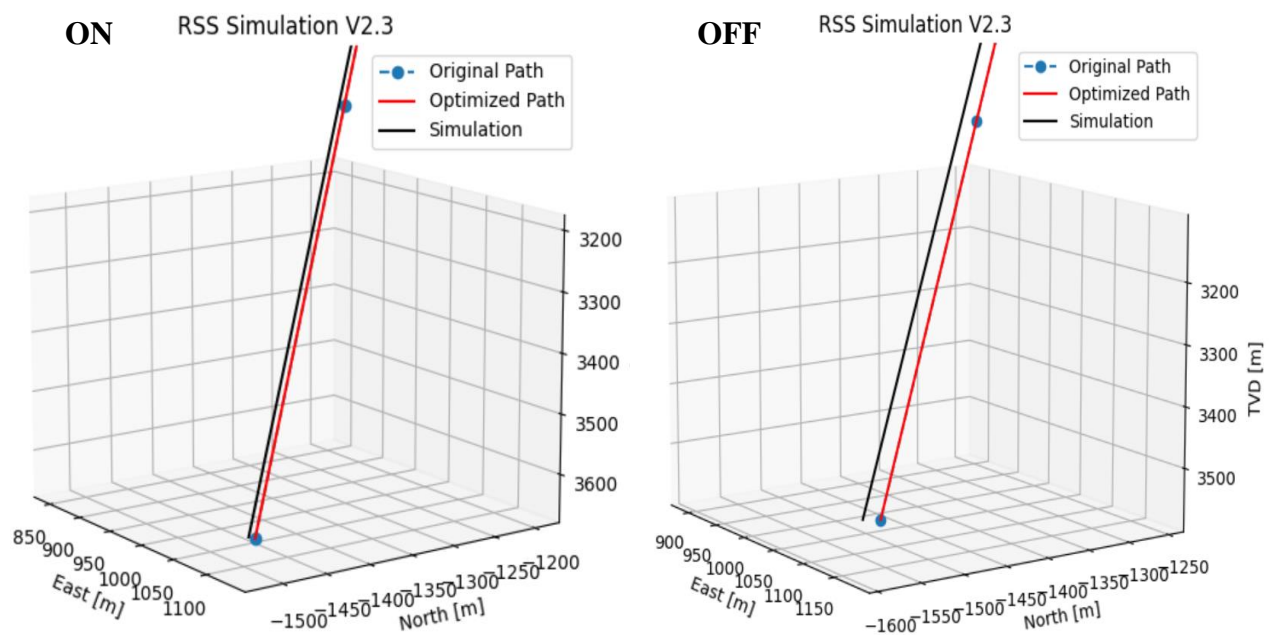 ON
RSS Simulation V2.3
Original Path
Optimized Path
Simulation
3200
3300
3400
3500
3600
850
900
950
1000
1050
1100
East [m]
−1500
−1450
−1400
−1350
−1300
−1250
−1200
North [m]
OFF
RSS Simulation V2.3
Original Path
Optimized Path
Simulation
3200
3300
3400
3500
TVD [m]
900
950
1000
1050
1150
East [m]
−1600
−1550
−1500
−1450
−1400
−1350
−1300
−1250
North [m]